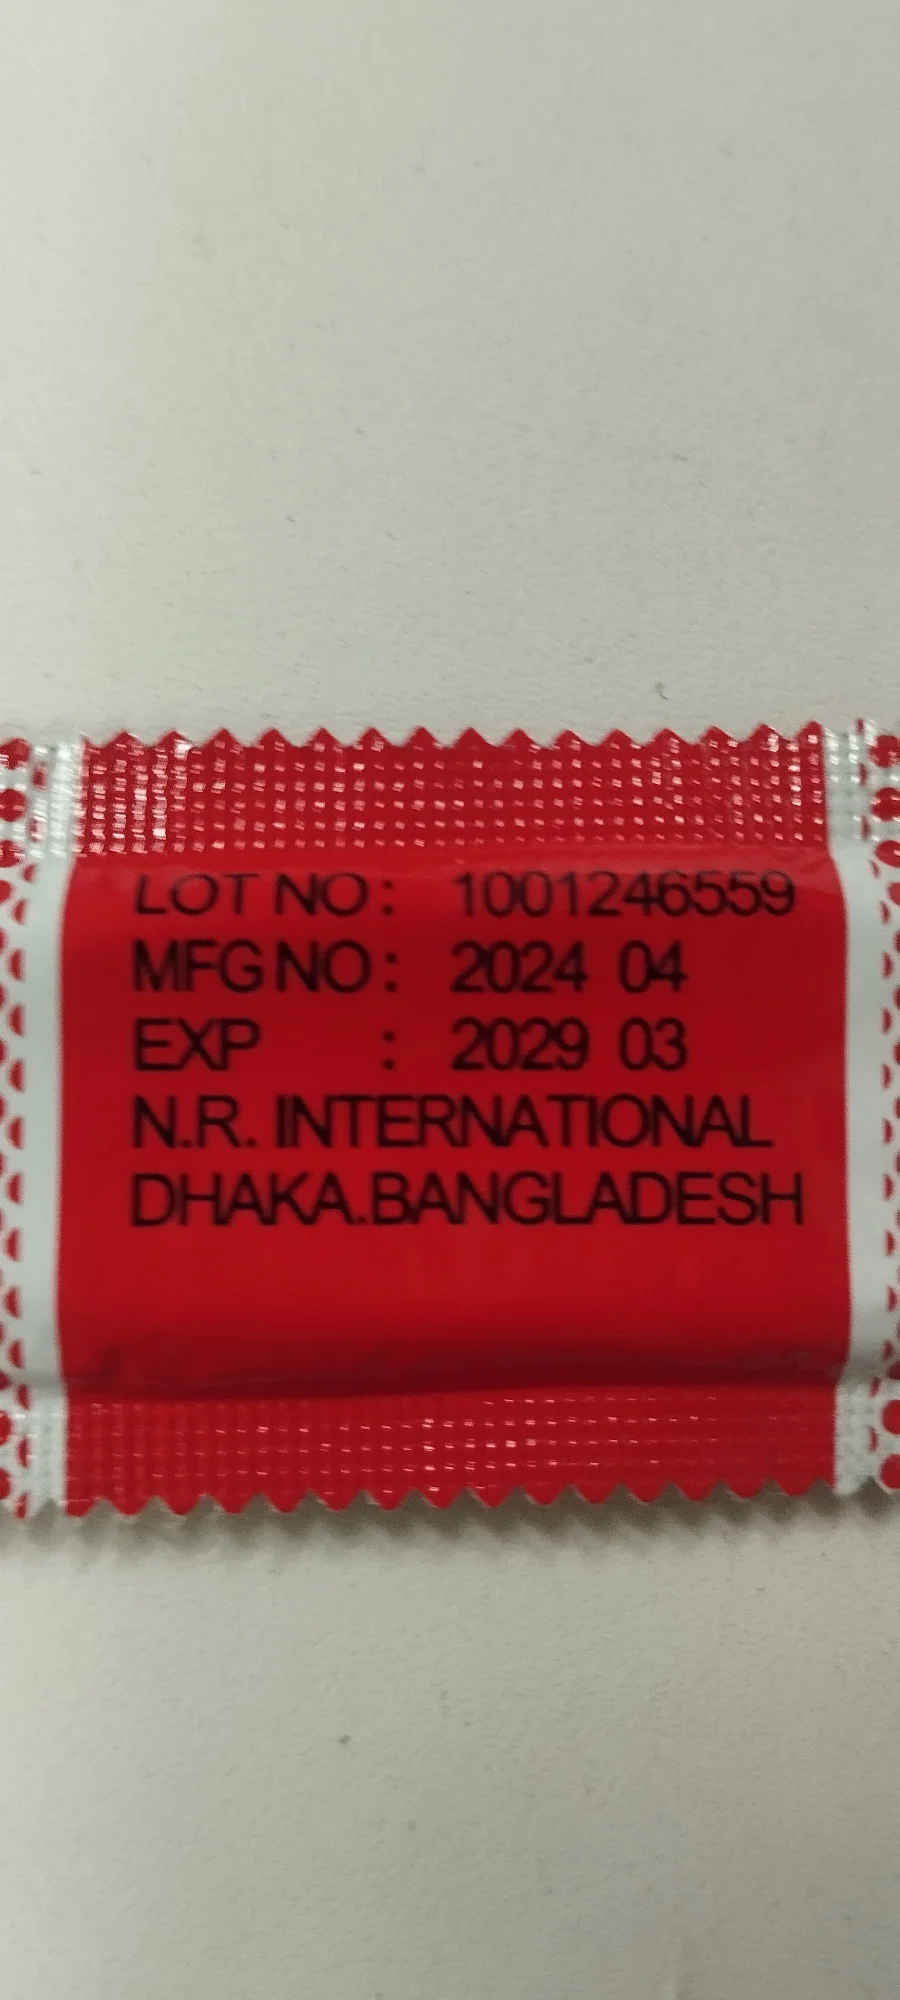 LOT NO : 1001246559
MFG NO : 2024 04
EXP : 2029 03
N.R. INTERNATIONAL
DHAKA.BANGLADESH